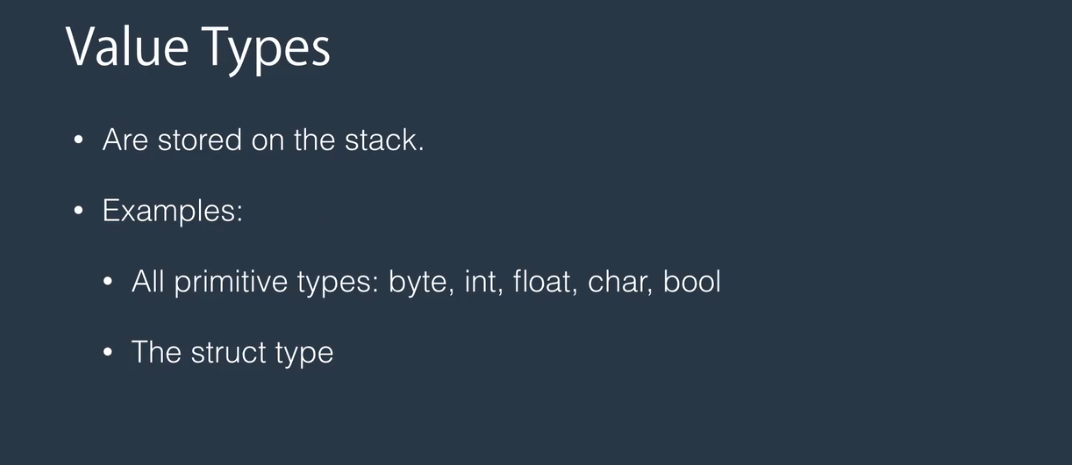 Value Types
• Are stored on the stack.
• Examples:
• All primitive types: byte, int, float, char, bool
• The struct type